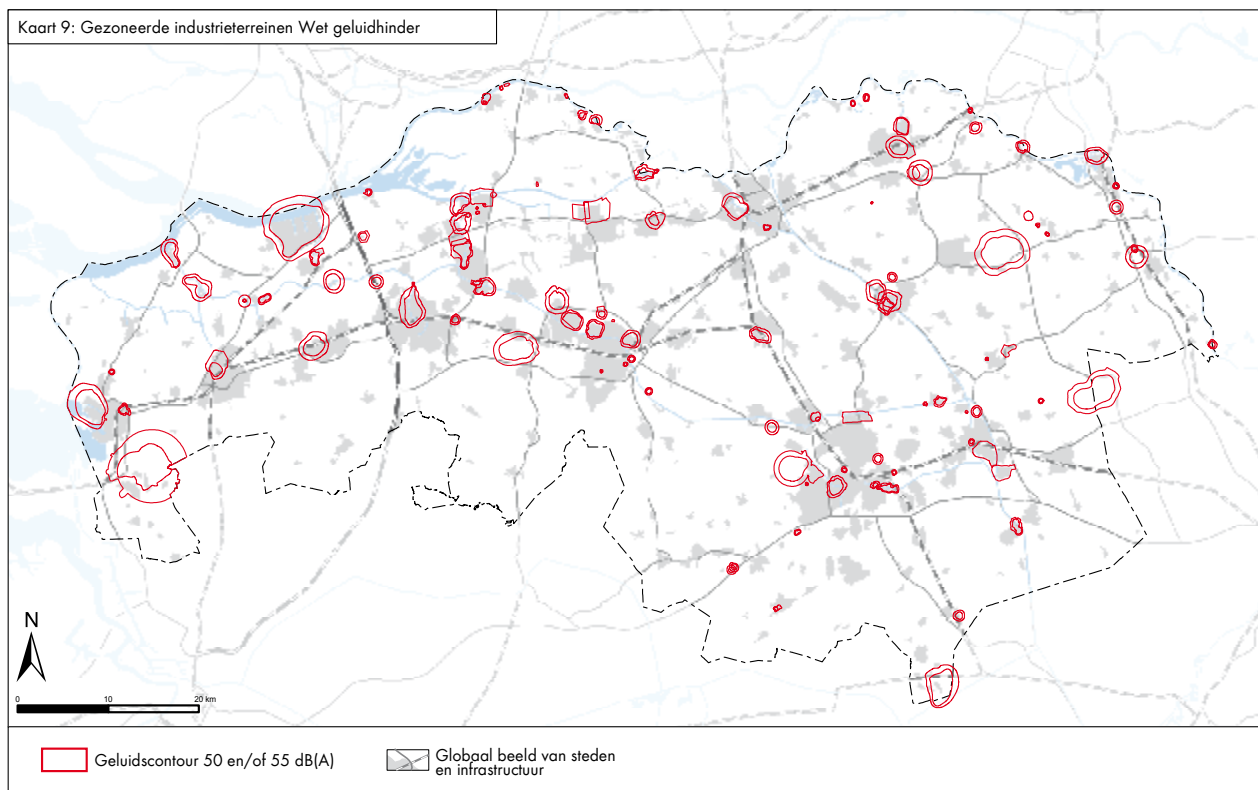 Kaart 9: Gezoneerde industrieterreinen Wet geluidhinder
N
0 10 20 km
Geluidscontour 50 en/of 55 dB(A)
Globaal beeld van steden
en infrastructuur